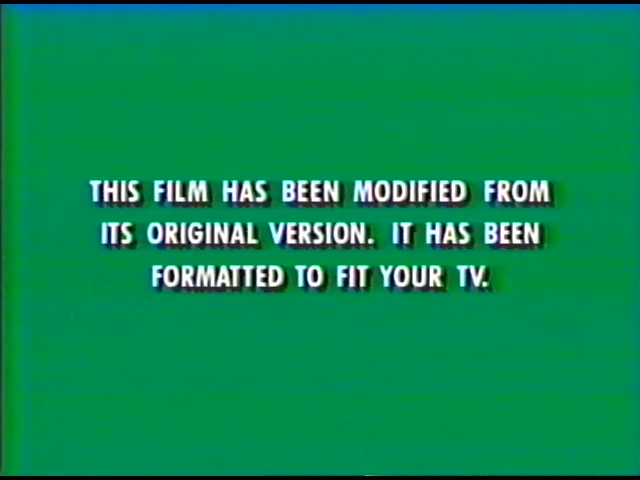 THIS FILM HAS BEEN MODIFIED FROM
ITS ORIGINAL VERSION. IT HAS BEEN
FORMATTED TO FIT YOUR TV.